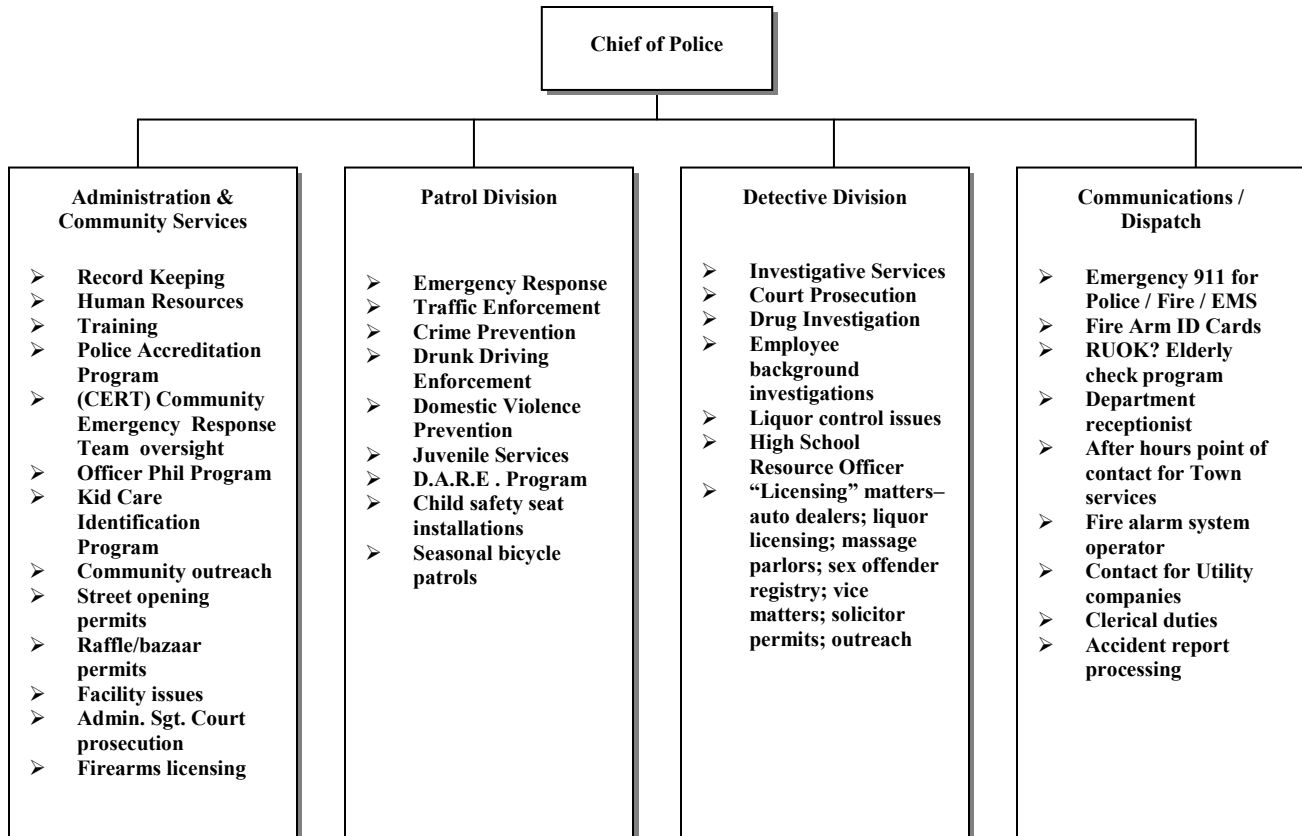 Chief of Police
Administration &
Community Services
➢ Record Keeping
➢ Human Resources
➢ Training
➢ Police Accreditation
Program
➢ (CERT) Community
Emergency Response
Team oversight
➢ Officer Phil Program
➢ Kid Care
Identification
Program
➢ Community outreach
➢ Street opening
permits
➢ Raffle/bazaar
permits
➢ Facility issues
➢ Admin. Sgt. Court
prosecution
➢ Firearms licensing
Patrol Division
➢ Emergency Response
➢ Traffic Enforcement
➢ Crime Prevention
➢ Drunk Driving
Enforcement
➢ Domestic Violence
Prevention
➢ Juvenile Services
➢ D.A.R.E . Program
➢ Child safety seat
installations
➢ Seasonal bicycle
patrols
Detective Division
➢ Investigative Services
➢ Court Prosecution
➢ Drug Investigation
➢ Employee
background
investigations
➢ Liquor control issues
➢ High School
Resource Officer
➢ “Licensing” matters–
auto dealers; liquor
licensing; massage
parlors; sex offender
registry; vice
matters; solicitor
permits; outreach
Communications /
Dispatch
➢ Emergency 911 for
Police / Fire / EMS
➢ Fire Arm ID Cards
➢ RUOK? Elderly
check program
➢ Department
receptionist
➢ After hours point of
contact for Town
services
➢ Fire alarm system
operator
➢ Contact for Utility
companies
➢ Clerical duties
➢ Accident report
processing